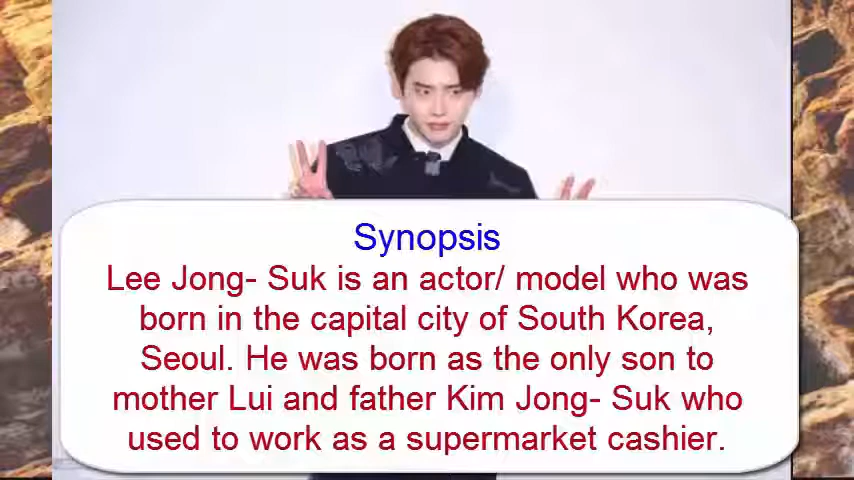 Synopsis
Lee Jong- Suk is an actor/ model who was
born in the capital city of South Korea,
Seoul. He was born as the only son to
mother Lui and father Kim Jong- Suk who
used to work as a supermarket cashier.